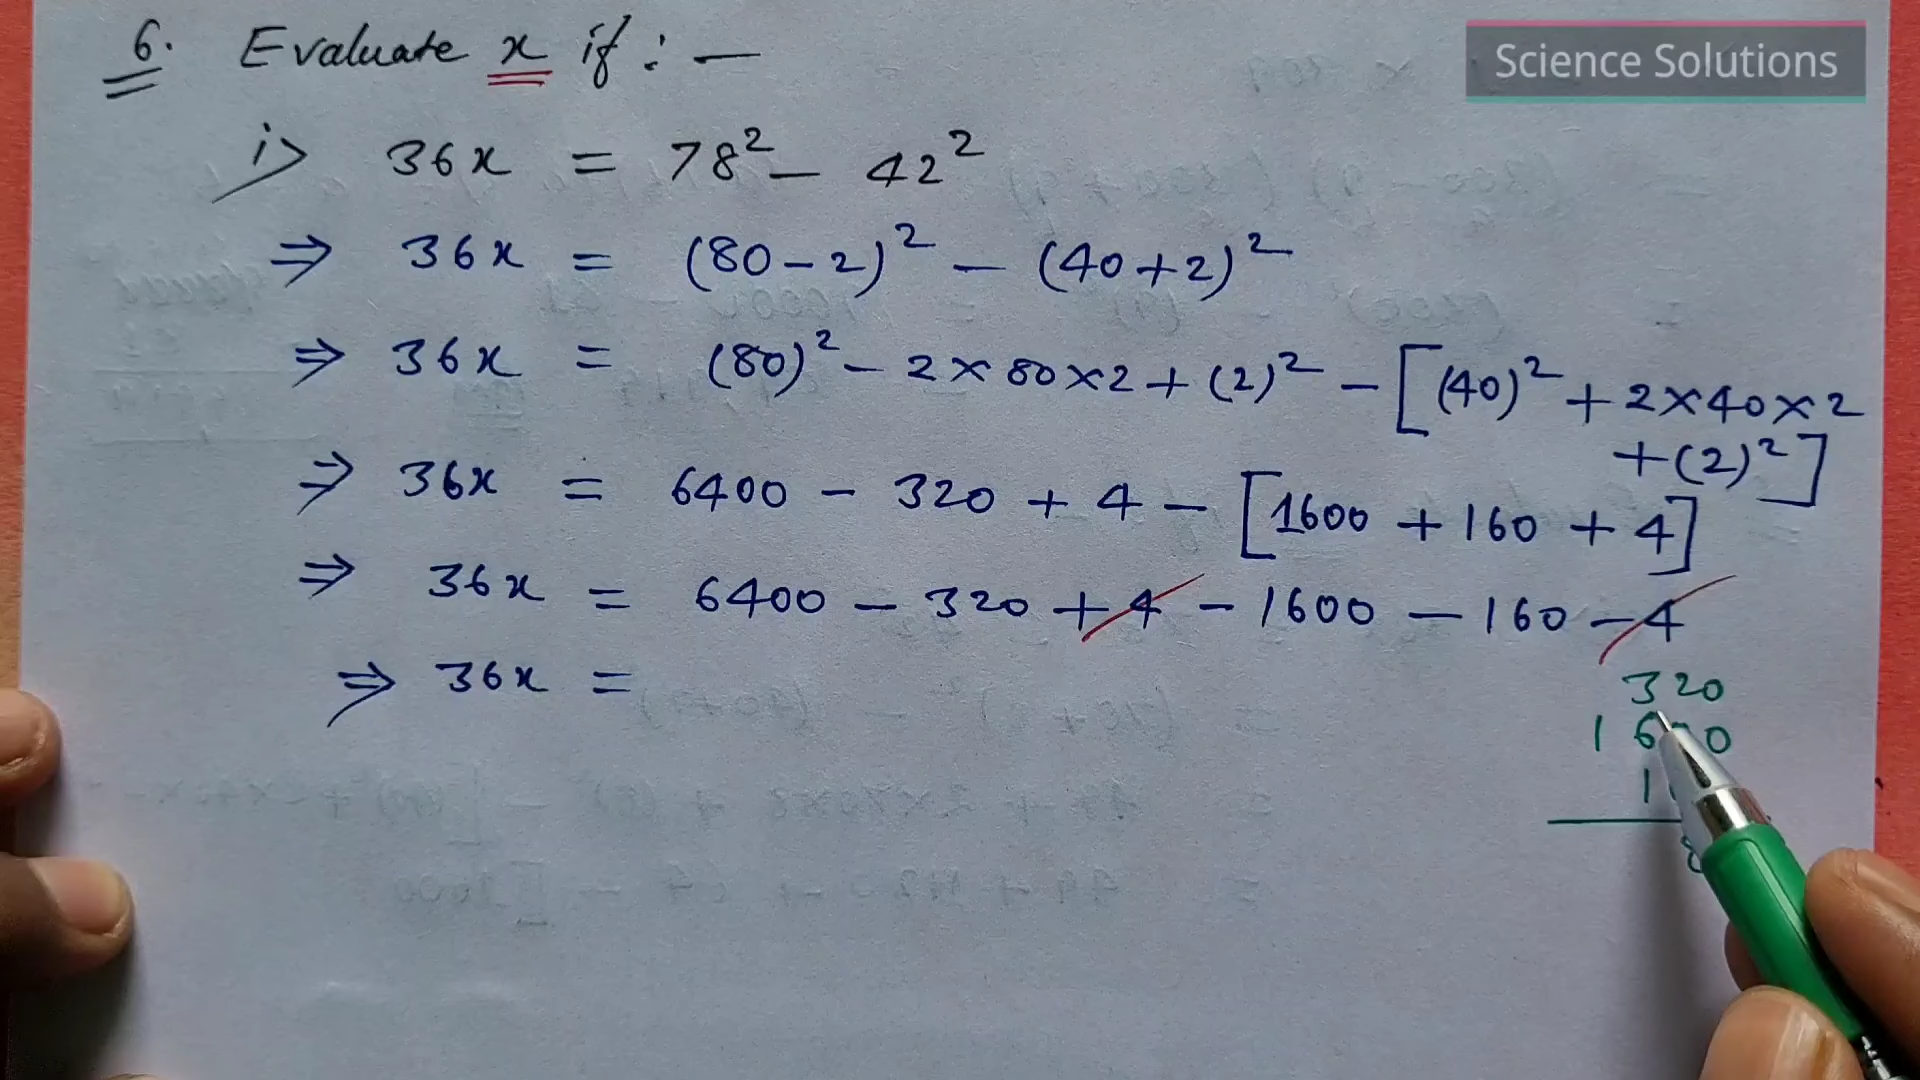 Science Solutions
6. Evaluate x if : —
i> 36x = 78² – 42²
⇒ 36x = (80 – 2)² – (40 + 2)²
⇒ 36x = (80)² – 2 × 80 × 2 + (2)² – [(40)² + 2 × 40 × 2
+ (2)²]
⇒ 36x = 6400 – 320 + 4 – [1600 + 160 + 4]
⇒ 36x = 6400 – 320 + 4 – 1600 – 160 – 4
⇒ 36x =
320